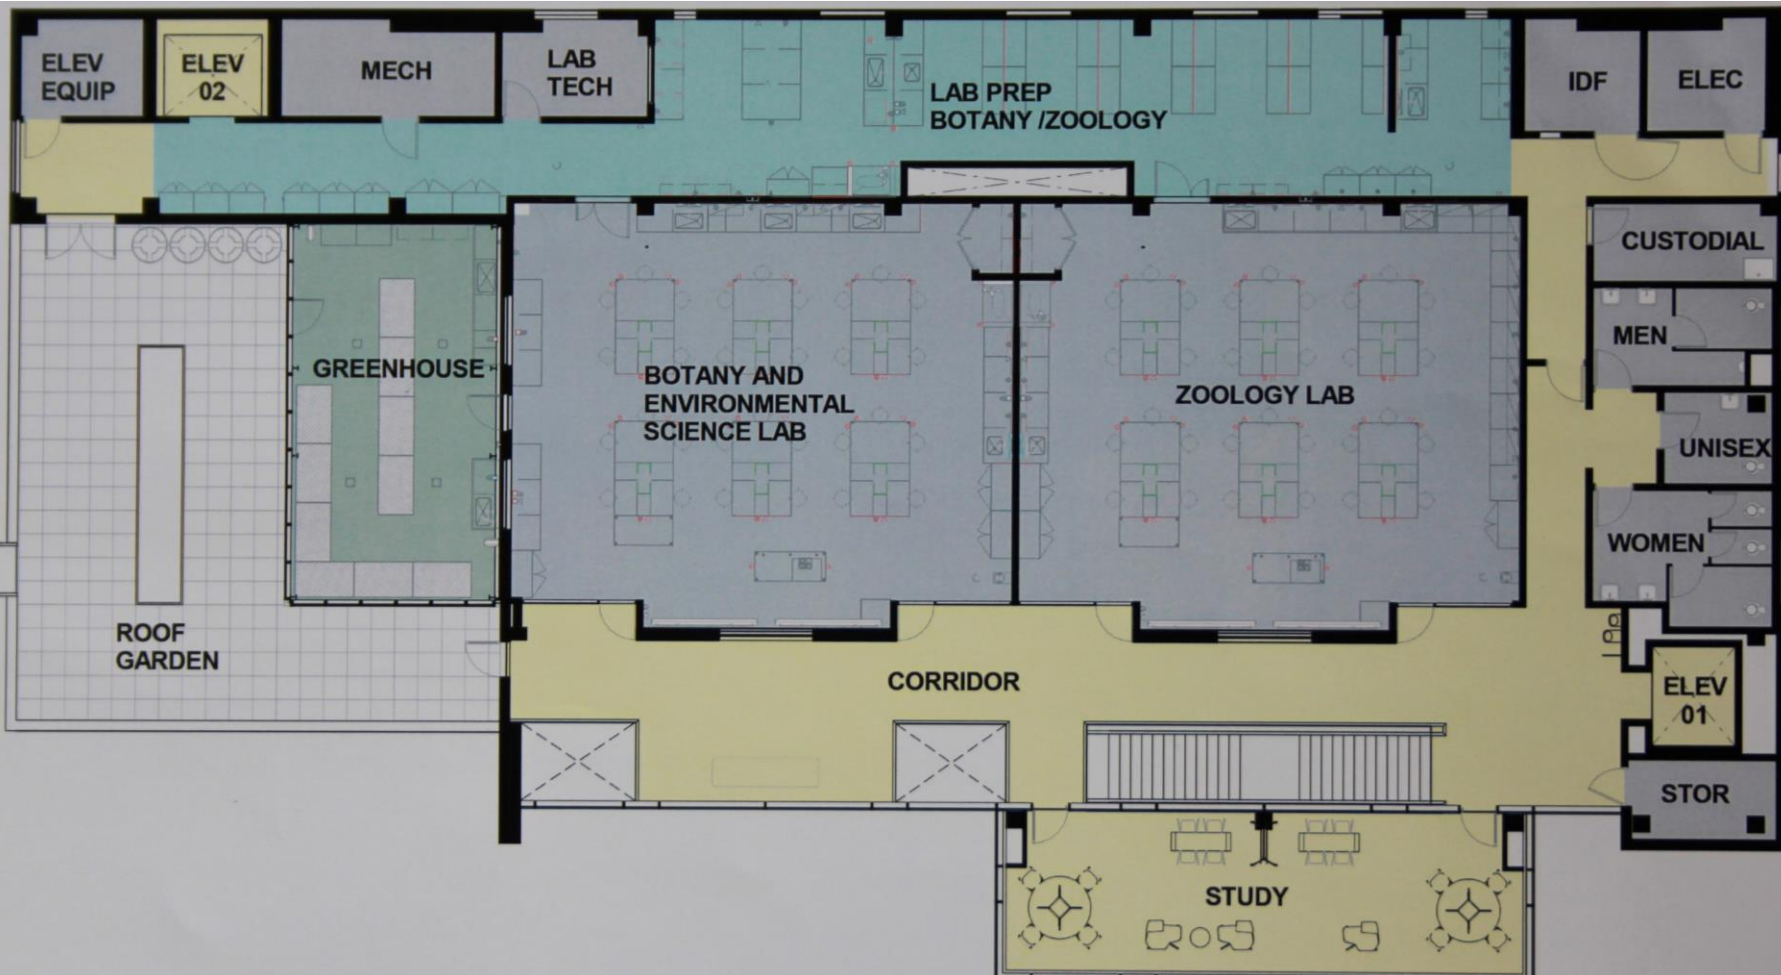 ELEV
EQUIP
ELEV
02
MECH
LAB
TECH
LAB PREP
BOTANY /ZOOLOGY
IDF
ELEC
CUSTODIAL
MEN
GREENHOUSE
BOTANY AND
ENVIRONMENTAL
SCIENCE LAB
ZOOLOGY LAB
UNISEX
WOMEN
ROOF
GARDEN
CORRIDOR
ELEV
01
STOR
STUDY